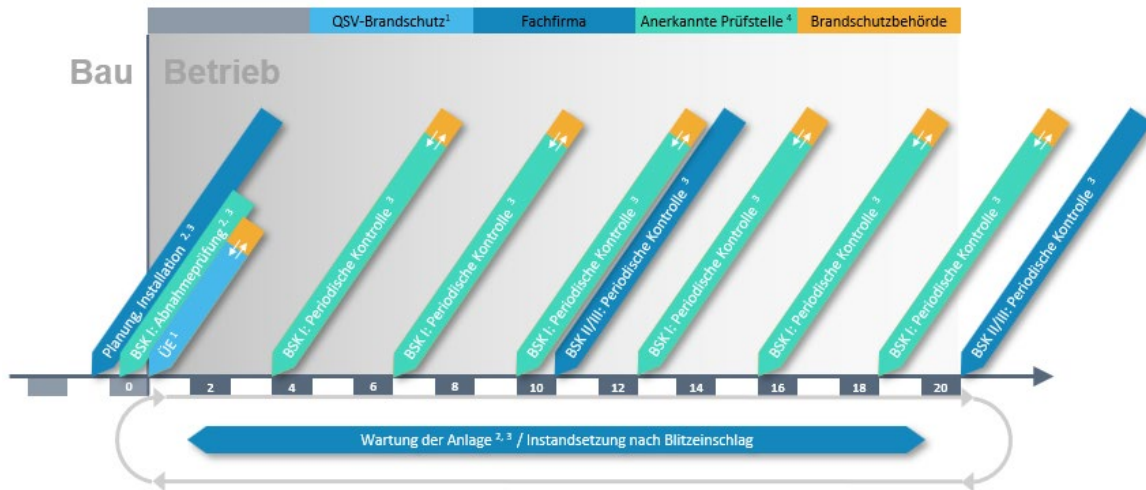 QSV-Brandschutz¹ Fachfirma Anerkannte Prüfstelle ⁴ Brandschutzbehörde
Bau Betrieb
Planung, Installation ²˒ ³
BSK I: Abnahmeprüfung ²˒ ³
ÜE ¹
BSK I: Periodische Kontrolle ³
BSK I: Periodische Kontrolle ³
BSK I: Periodische Kontrolle ³
BSK II/III: Periodische Kontrolle ³
BSK I: Periodische Kontrolle ³
BSK I: Periodische Kontrolle ³
BSK I: Periodische Kontrolle ³
BSK II/III: Periodische Kontrolle ³
0 2 4 6 8 10 12 14 16 18 20
Wartung der Anlage ²˒ ³ / Instandsetzung nach Blitzeinschlag